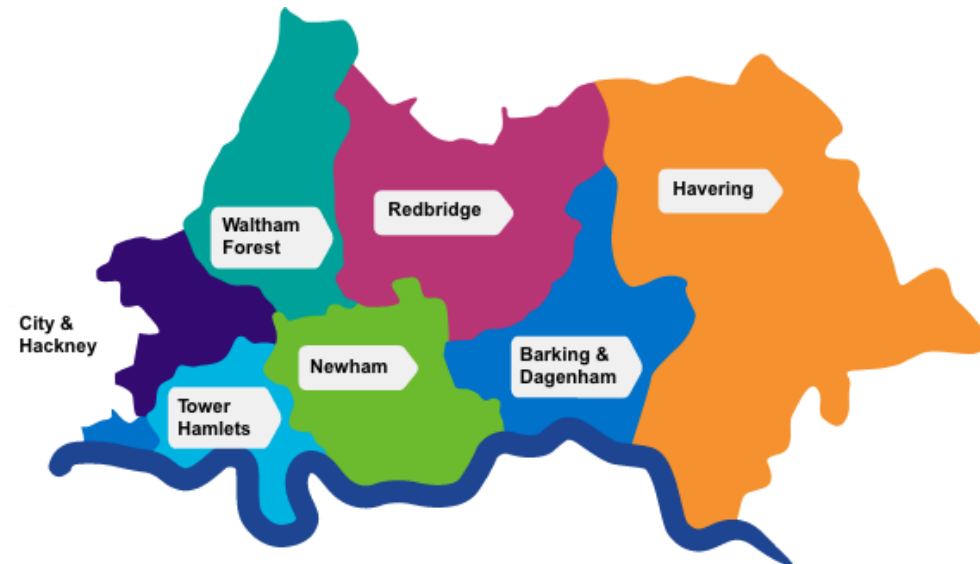 Waltham
Forest
Redbridge
Havering
City &
Hackney
Newham
Barking &
Dagenham
Tower
Hamlets